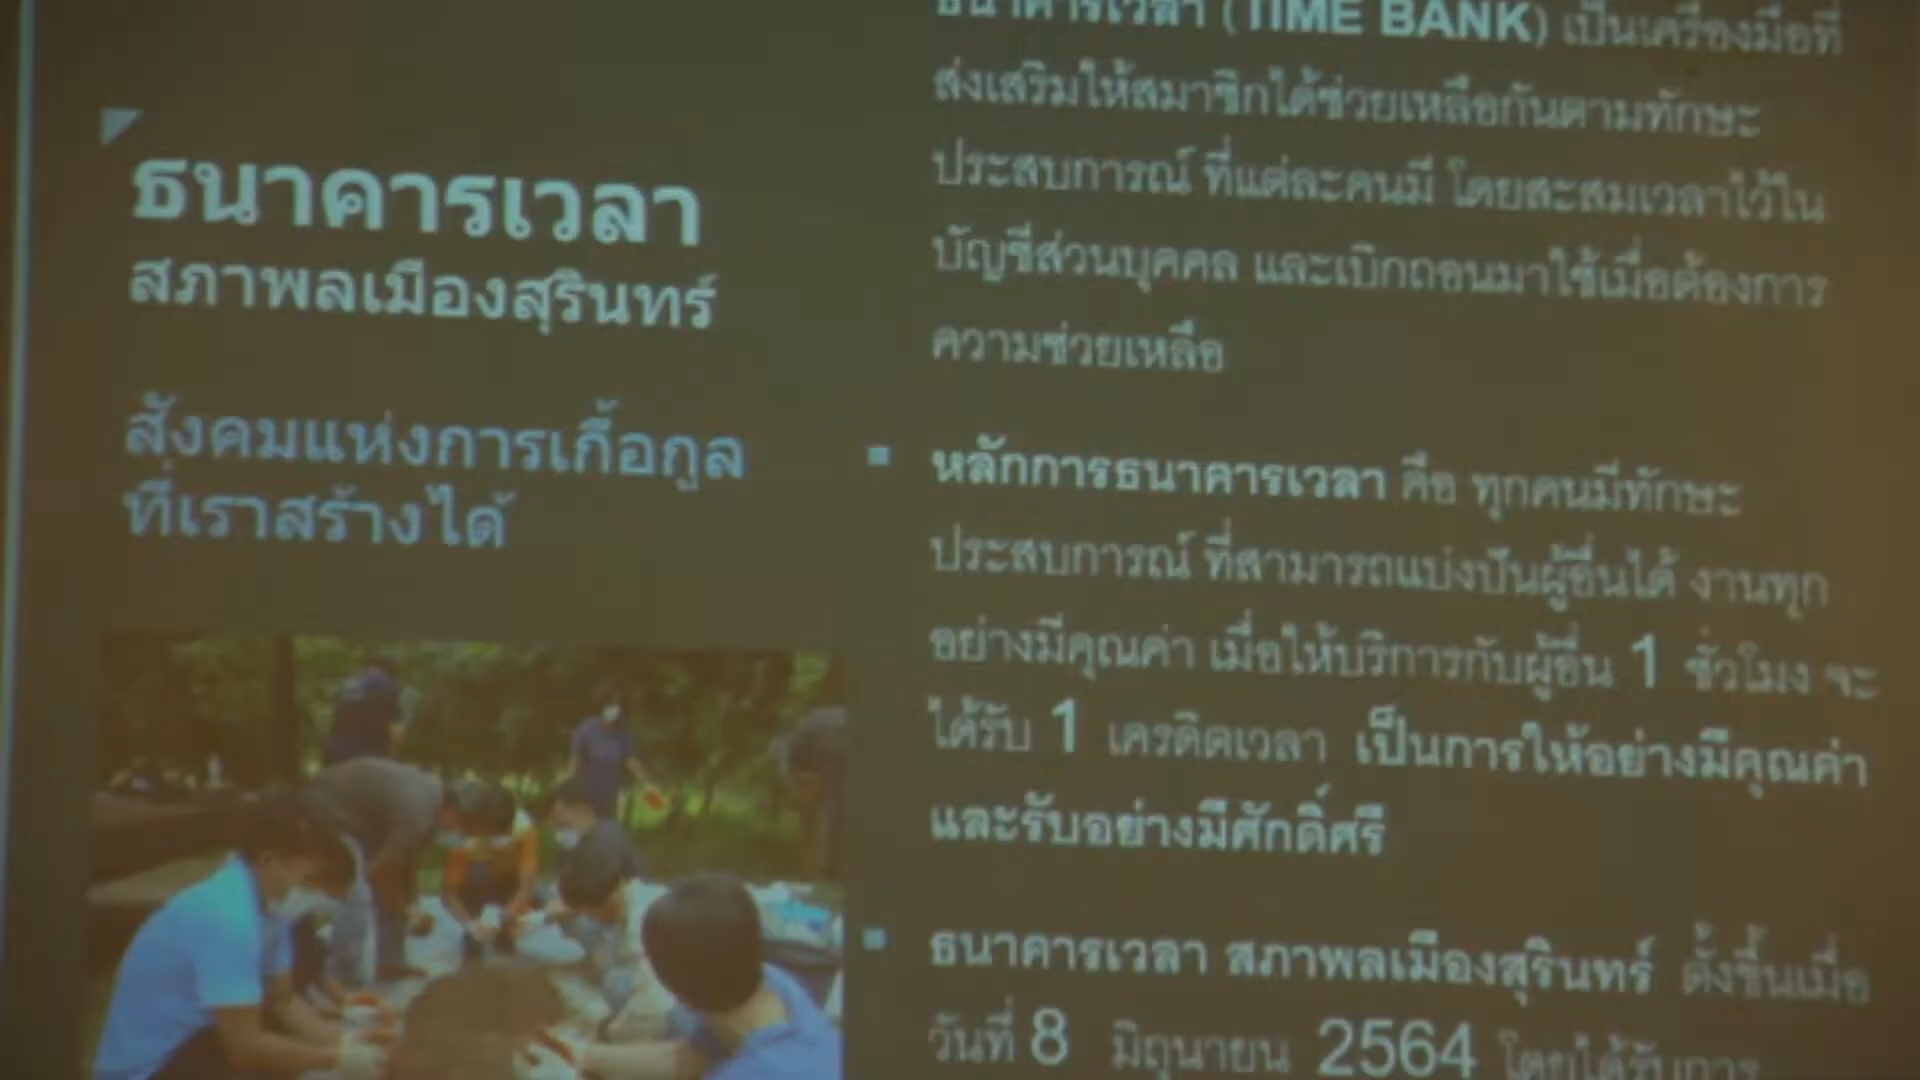 ธนาคารเวลา
สภาพลเมืองสุรินทร์
สังคมแห่งการเกื้อกูล
ที่เราสร้างได้
ธนาคารเวลา (TIME BANK) เป็นเครื่องมือที่
ส่งเสริมให้สมาชิกได้ช่วยเหลือกันตามทักษะ
ประสบการณ์ ที่แต่ละคนมี โดยสะสมเวลาไว้ใน
บัญชีส่วนบุคคล และเบิกถอนมาใช้เมื่อต้องการ
ความช่วยเหลือ
หลักการธนาคารเวลา คือ ทุกคนมีทักษะ
ประสบการณ์ ที่สามารถแบ่งปันผู้อื่นได้ งานทุก
อย่างมีคุณค่า เมื่อให้บริการกับผู้อื่น 1 ชั่วโมง จะ
ได้รับ 1 เครดิตเวลา เป็นการให้อย่างมีคุณค่า
และรับอย่างมีศักดิ์ศรี
ธนาคารเวลา สภาพลเมืองสุรินทร์ ตั้งขึ้นเมื่อ
วันที่ 8 มิถุนายน 2564 โดยได้รับการ